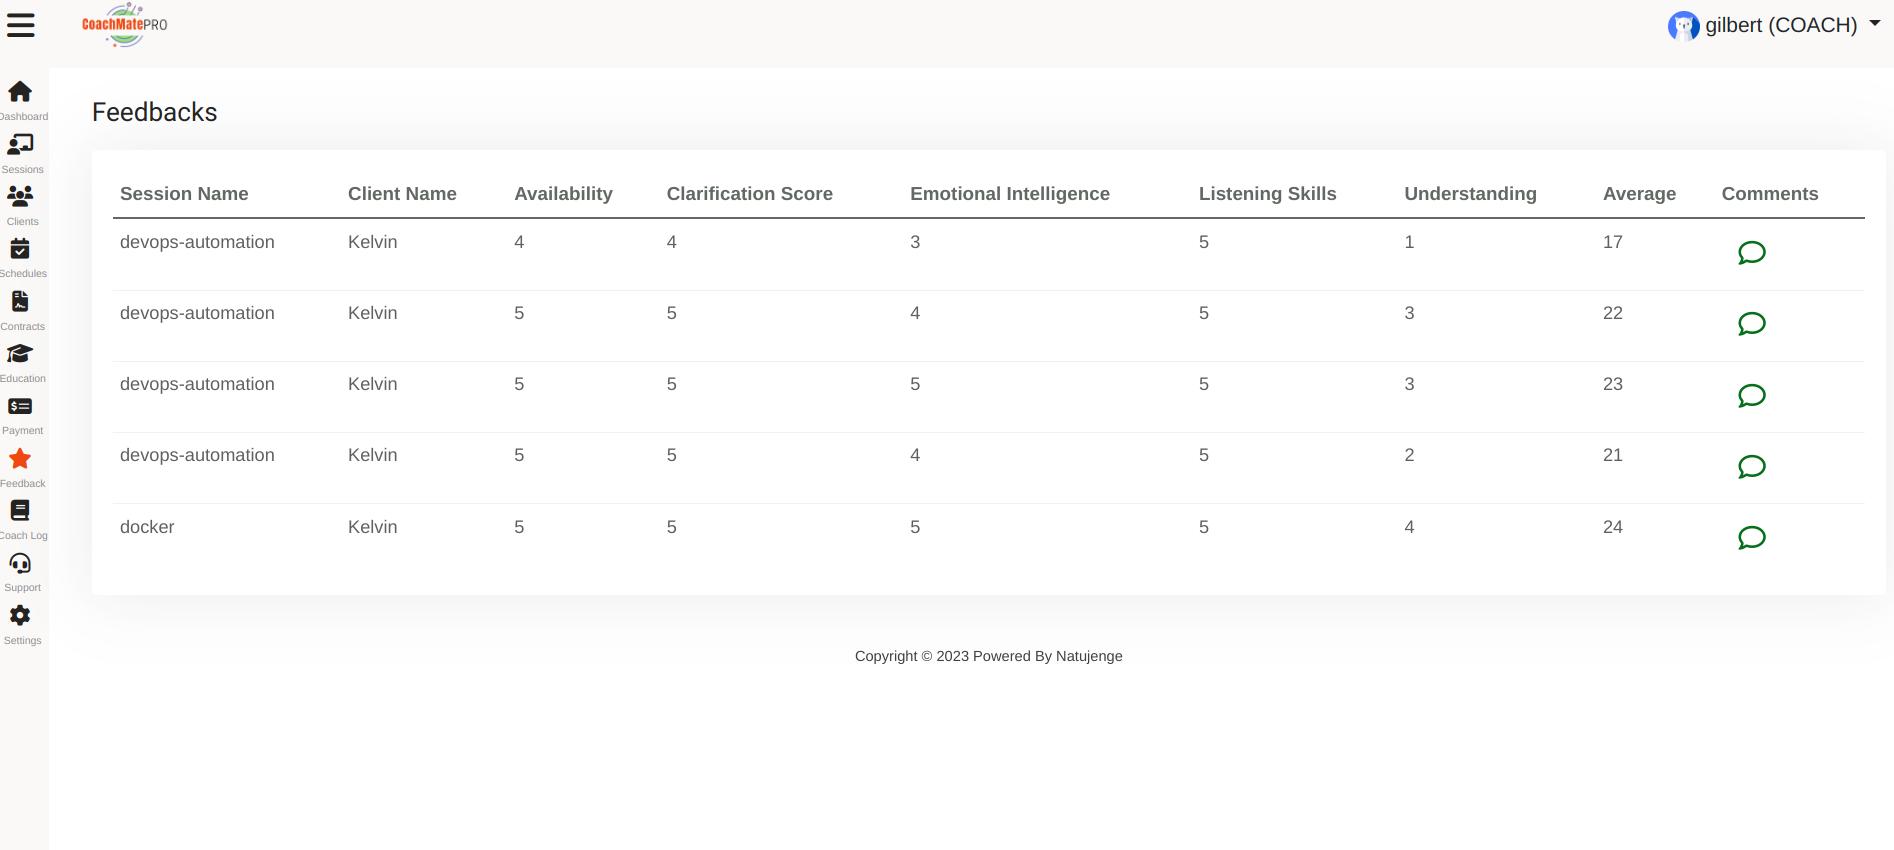 CoachMatePRO
gilbert (COACH)
Dashboard
Sessions
Clients
Schedules
Contracts
Education
Payment
Feedback
Coach Log
Support
Settings
Feedbacks
Session Name Client Name Availability Clarification Score Emotional Intelligence Listening Skills Understanding Average Comments
devops-automation Kelvin 4 4 3 5 1 17
devops-automation Kelvin 5 5 4 5 3 22
devops-automation Kelvin 5 5 5 5 3 23
devops-automation Kelvin 5 5 4 5 2 21
docker Kelvin 5 5 5 5 4 24
Copyright © 2023 Powered By Natujenge